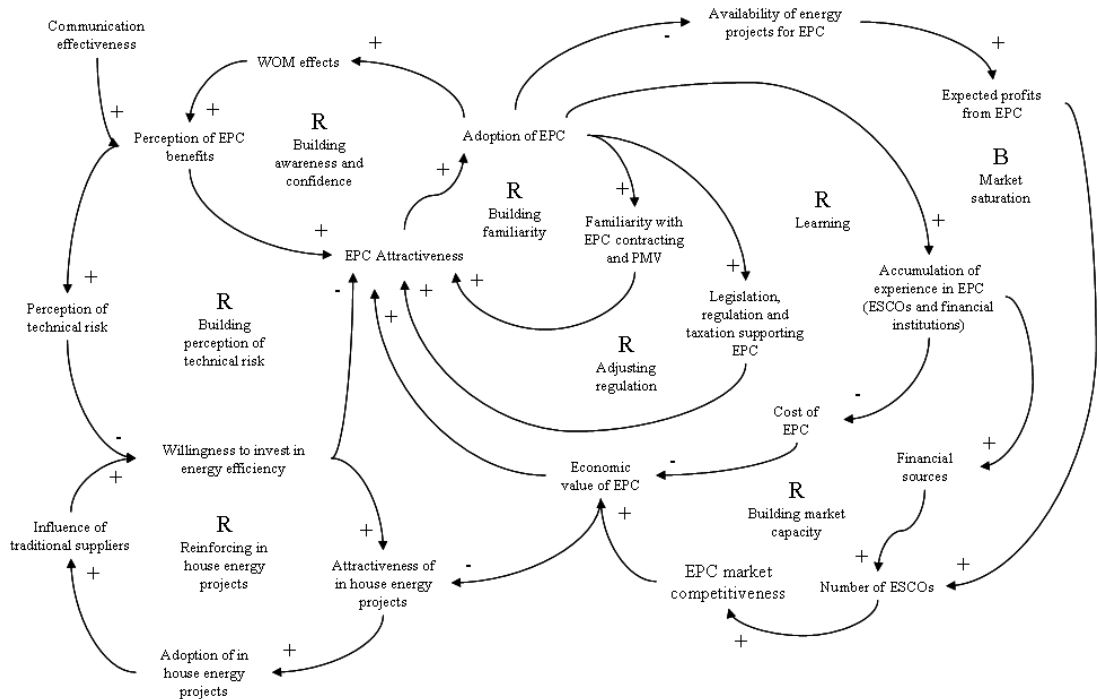 Communication
effectiveness
+
WOM effects
+
+
Perception of EPC
benefits
R
Building
awareness and
confidence
Adoption of EPC
-
Availability of energy
projects for EPC
+
Expected profits
from EPC
B
Market
saturation
+
+
EPC Attractiveness
+
R
Building
familiarity
+
Familiarity with
EPC contracting
and PMV
R
Learning
+
Accumulation of
experience in EPC
(ESCOs and financial
institutions)
+
Perception of
technical risk
R
Building
perception of
technical risk
-
+
+
+
+
Legislation,
regulation and
taxation supporting
EPC
R
Adjusting
regulation
-
Cost of
EPC
-
Willingness to invest in
energy efficiency
+
-
Economic
value of EPC
+
Financial
sources
R
Building market
capacity
Influence of
traditional suppliers
+
R
Reinforcing in
house energy
projects
+
Attractiveness of
in house energy
projects
-
+
EPC market
competitiveness
+
+
Number of ESCOs
+
Adoption of in
house energy
projects
+